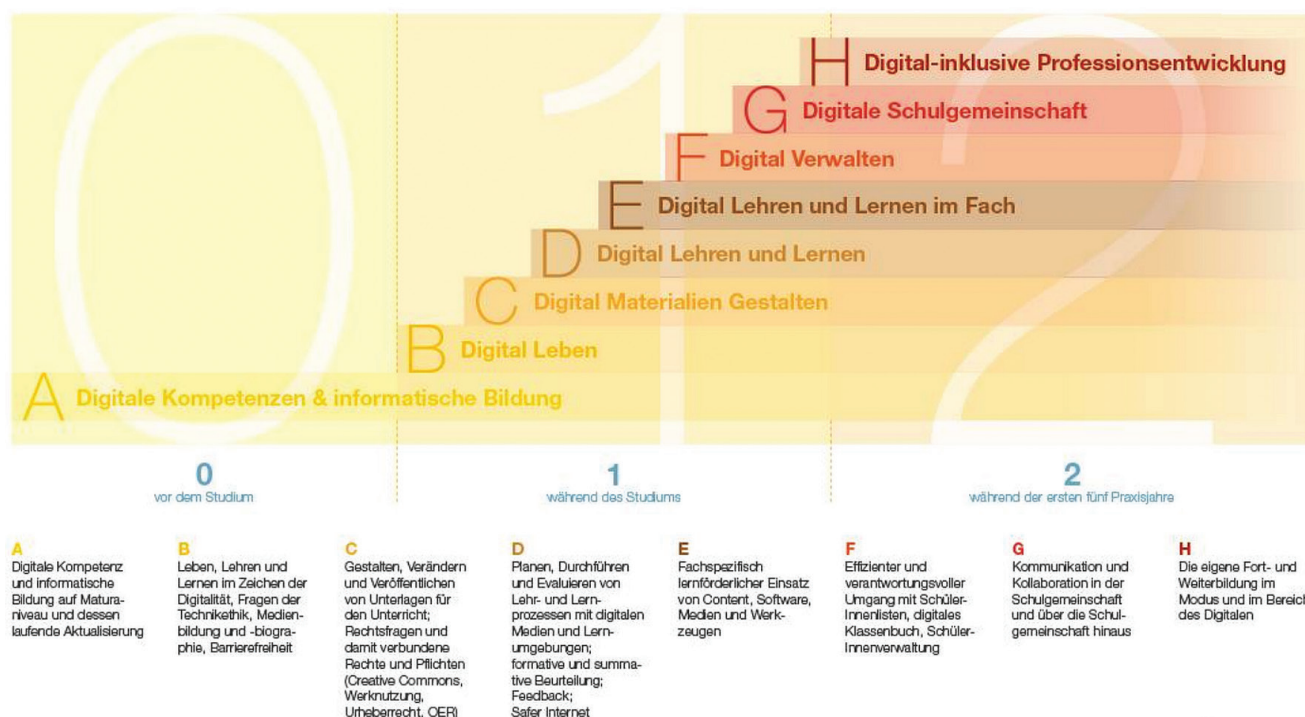 H Digital-inklusive Professionsentwicklung
G Digitale Schulgemeinschaft
F Digital Verwalten
E Digital Lehren und Lernen im Fach
D Digital Lehren und Lernen
C Digital Materialien Gestalten
B Digital Leben
A Digitale Kompetenzen & informatische Bildung
0
vor dem Studium
1
während des Studiums
2
während der ersten fünf Praxisjahre
A
Digitale Kompetenz
und informatische
Bildung auf Matura-
niveau und dessen
laufende Aktualisierung
B
Leben, Lehren und
Lernen im Zeichen der
Digitalität, Fragen der
Technikethik, Medien-
bildung und -biogra-
phie, Barrierefreiheit
C
Gestalten, Verändern
und Veröffentlichen
von Unterlagen für
den Unterricht;
Rechtsfragen und
damit verbundene
Rechte und Pflichten
(Creative Commons,
Werknutzung,
Urheberrecht, OER)
D
Planen, Durchführen
und Evaluieren von
Lehr- und Lern-
prozessen mit digitalen
Medien und Lern-
umgebungen;
formative und summa-
tive Beurteilung;
Feedback;
Safer Internet
E
Fachspezifisch
lernförderlicher Einsatz
von Content, Software,
Medien und Werk-
zeugen
F
Effizienter und
verantwortungsvoller
Umgang mit Schüler-
Innenlisten, digitales
Klassenbuch, Schüler-
Innenverwaltung
G
Kommunikation und
Kollaboration in der
Schulgemeinschaft
und über die Schul-
gemeinschaft hinaus
H
Die eigene Fort- und
Weiterbildung im
Modus und im Bereich
des Digitalen